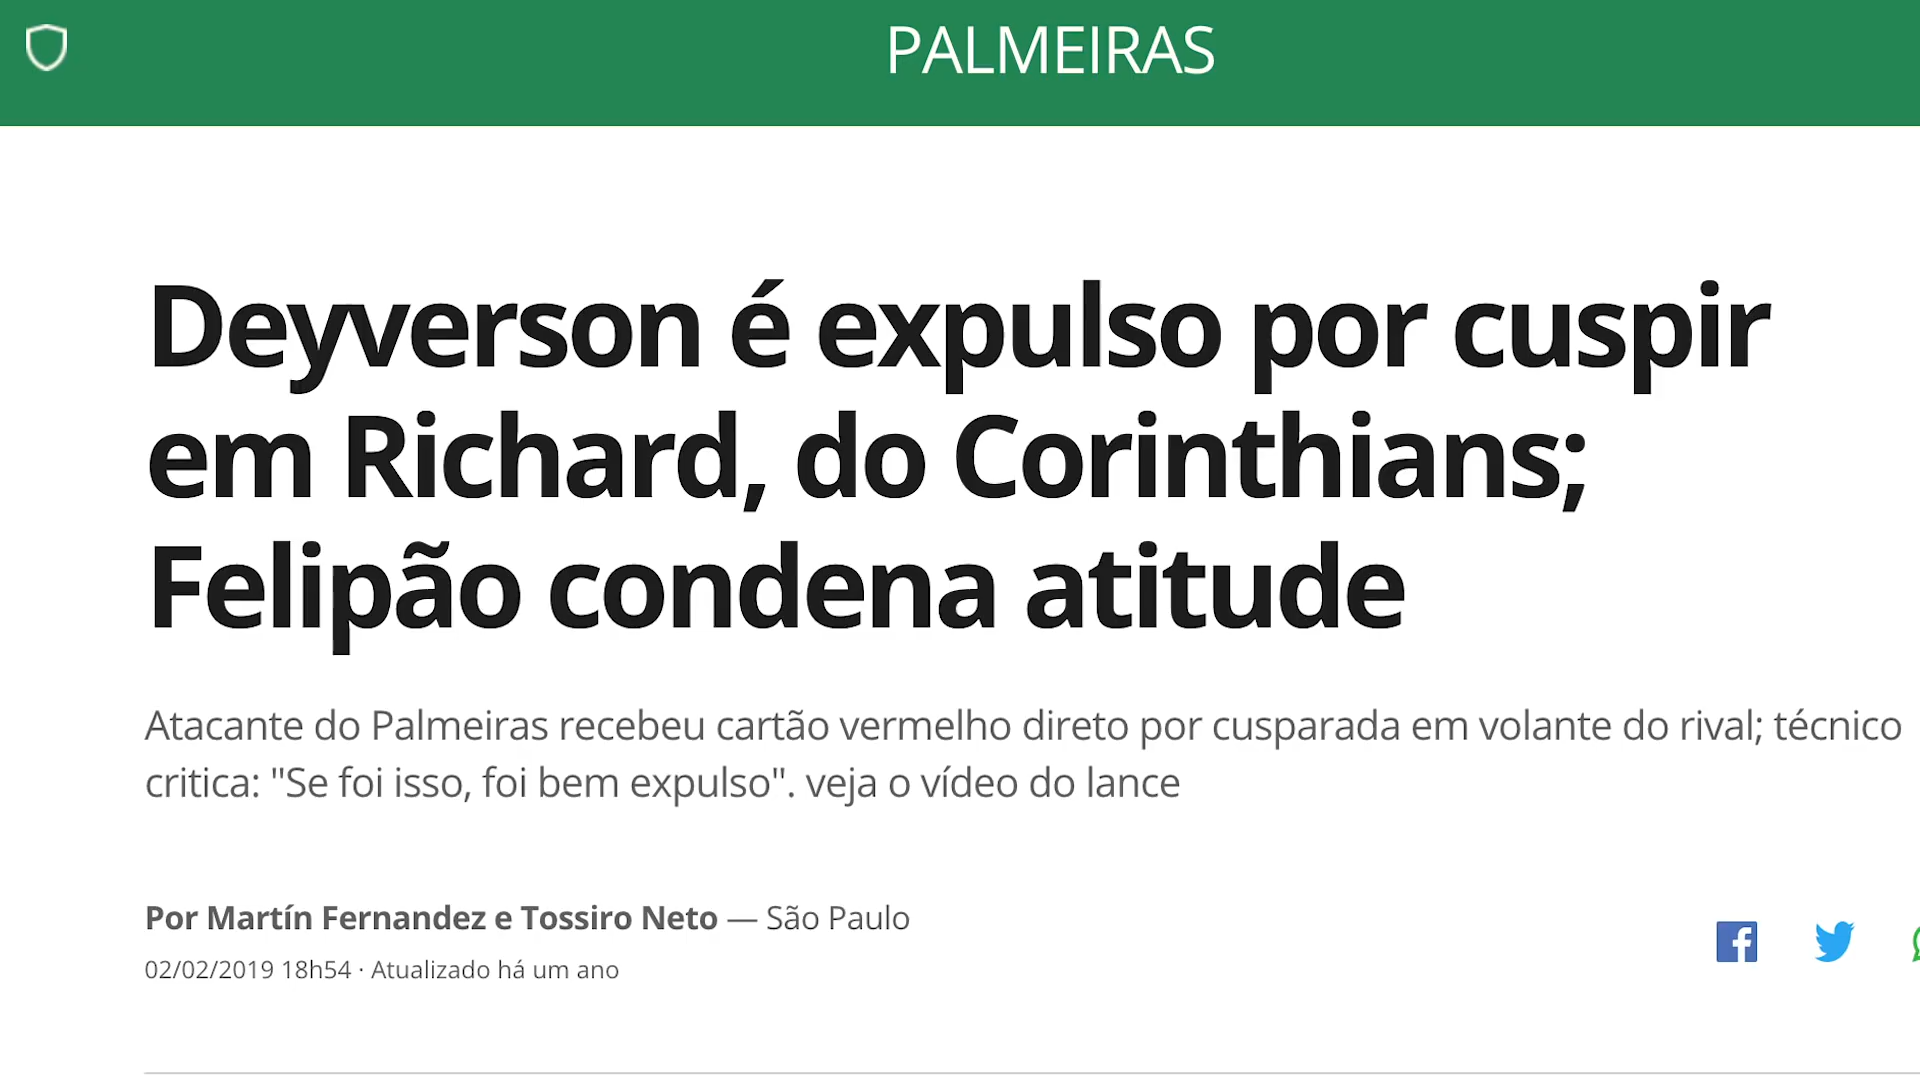 PALMEIRAS
Deyverson é expulso por cuspir
em Richard, do Corinthians;
Felipão condena atitude
Atacante do Palmeiras recebeu cartão vermelho direto por cusparada em volante do rival; técnico
critica: "Se foi isso, foi bem expulso". veja o vídeo do lance
Por Martín Fernandez e Tossiro Neto — São Paulo
02/02/2019 18h54 · Atualizado há um ano